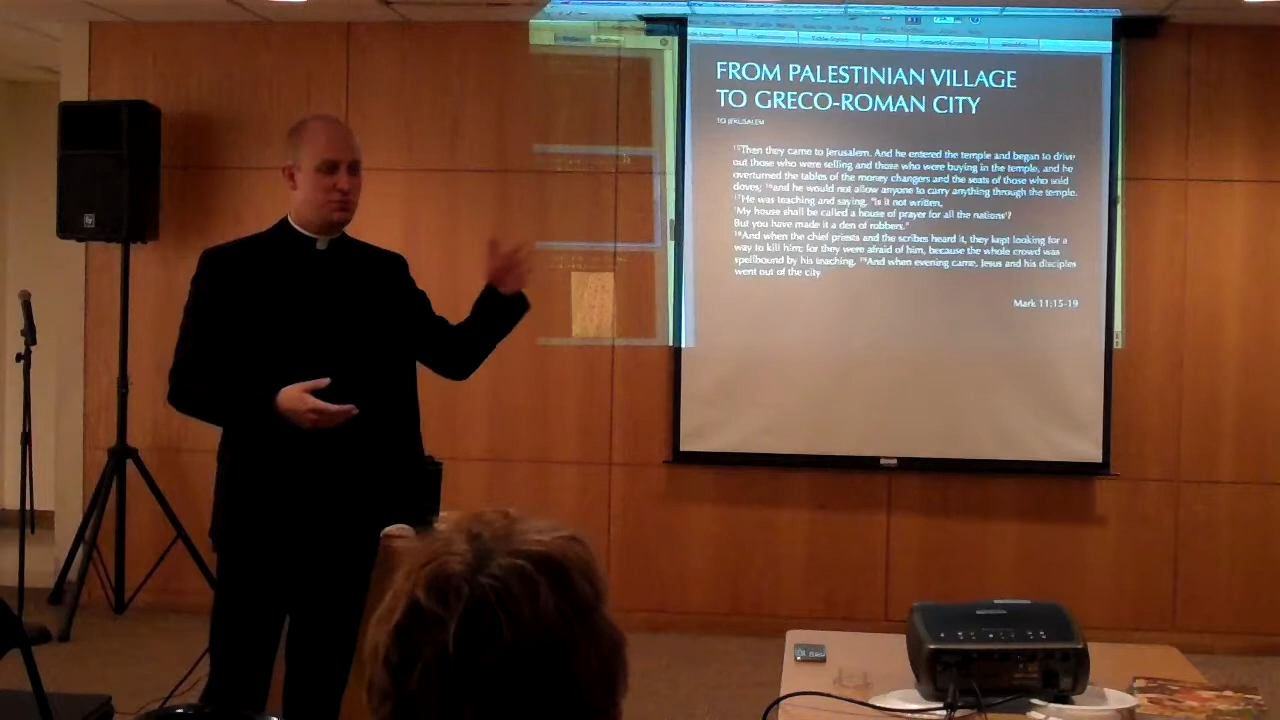 FROM PALESTINIAN VILLAGE
TO GRECO-ROMAN CITY
TO JERUSALEM
15Then they came to Jerusalem. And he entered the temple and began to drive
out those who were selling and those who were buying in the temple, and he
overturned the tables of the money changers and the seats of those who sold
doves; 16and he would not allow anyone to carry anything through the temple.
17He was teaching and saying, "Is it not written,
'My house shall be called a house of prayer for all the nations'?
But you have made it a den of robbers."
18And when the chief priests and the scribes heard it, they kept looking for a
way to kill him; for they were afraid of him, because the whole crowd was
spellbound by his teaching. 19And when evening came, Jesus and his disciples
went out of the city
Mark 11:15-19